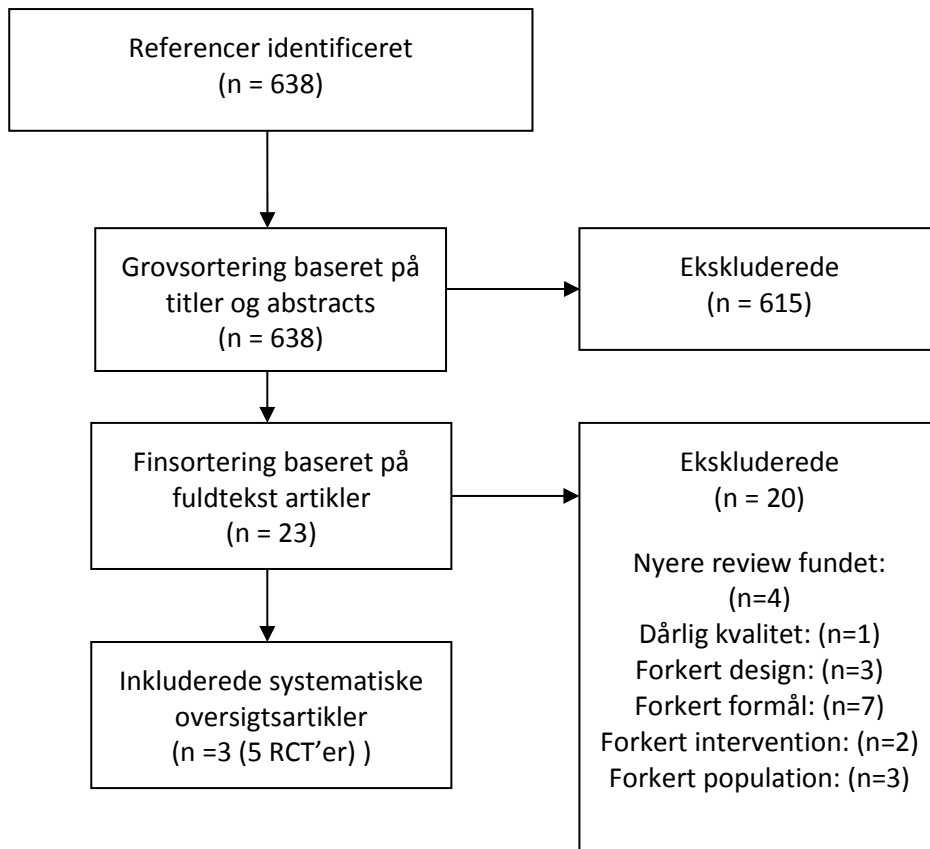 Referencer identificeret
(n = 638)
Grovsortering baseret på
titler og abstracts
(n = 638)
Ekskluderede
(n = 615)
Finsortering baseret på
fuldtekst artikler
(n = 23)
Ekskluderede
(n = 20)
Nyere review fundet:
(n=4)
Dårlig kvalitet: (n=1)
Forkert design: (n=3)
Forkert formål: (n=7)
Forkert intervention: (n=2)
Forkert population: (n=3)
Inkluderede systematiske
oversigtsartikler
(n =3 (5 RCT’er) )